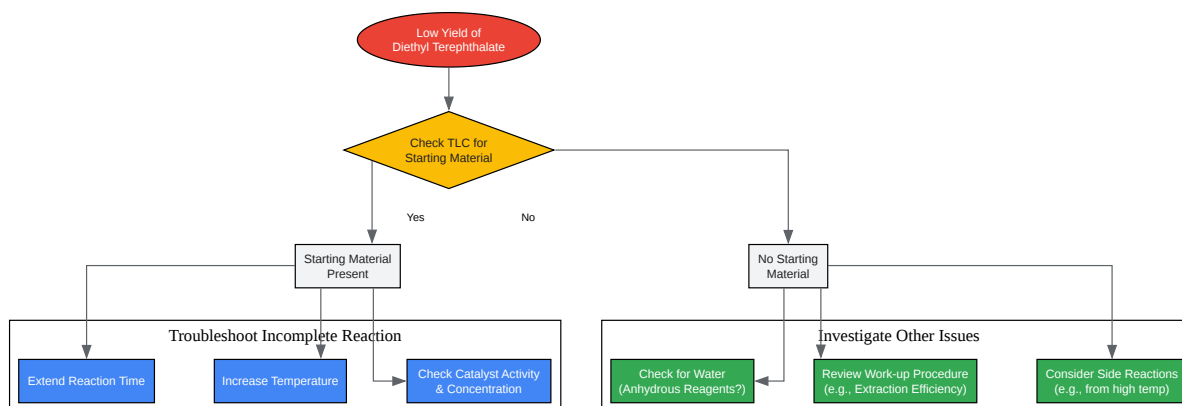 Low Yield of
Diethyl Terephthalate
Check TLC for
Starting Material
Yes
No
Starting Material
Present
No Starting
Material
Troubleshoot Incomplete Reaction
Investigate Other Issues
Extend Reaction Time
Increase Temperature
Check Catalyst Activity
& Concentration
Check for Water
(Anhydrous Reagents?)
Review Work-up Procedure
(e.g., Extraction Efficiency)
Consider Side Reactions
(e.g., from high temp)